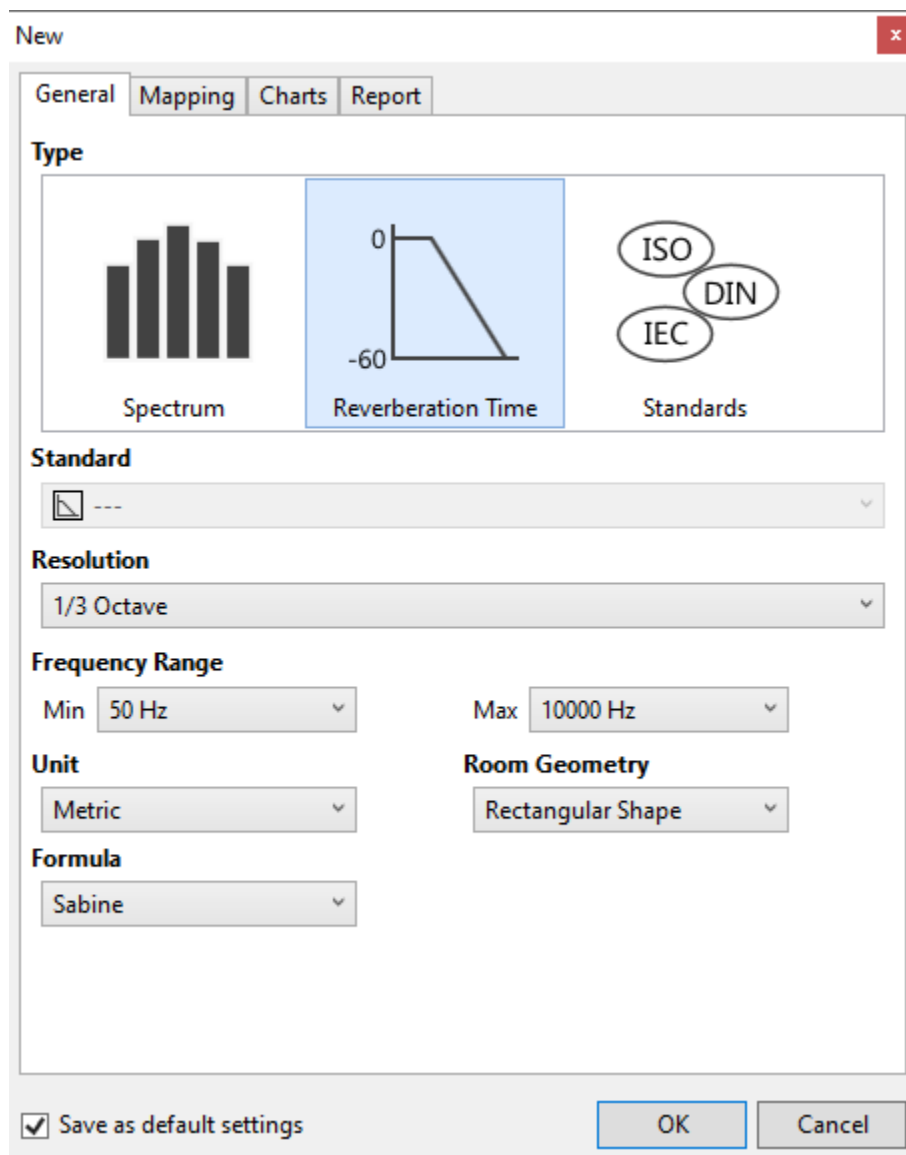 New
x
General Mapping Charts Report
Type
0
-60
ISO
DIN
IEC
Spectrum Reverberation Time Standards
Standard
---
Resolution
1/3 Octave
Frequency Range
Min 50 Hz Max 10000 Hz
Unit Room Geometry
Metric Rectangular Shape
Formula
Sabine
Save as default settings OK Cancel